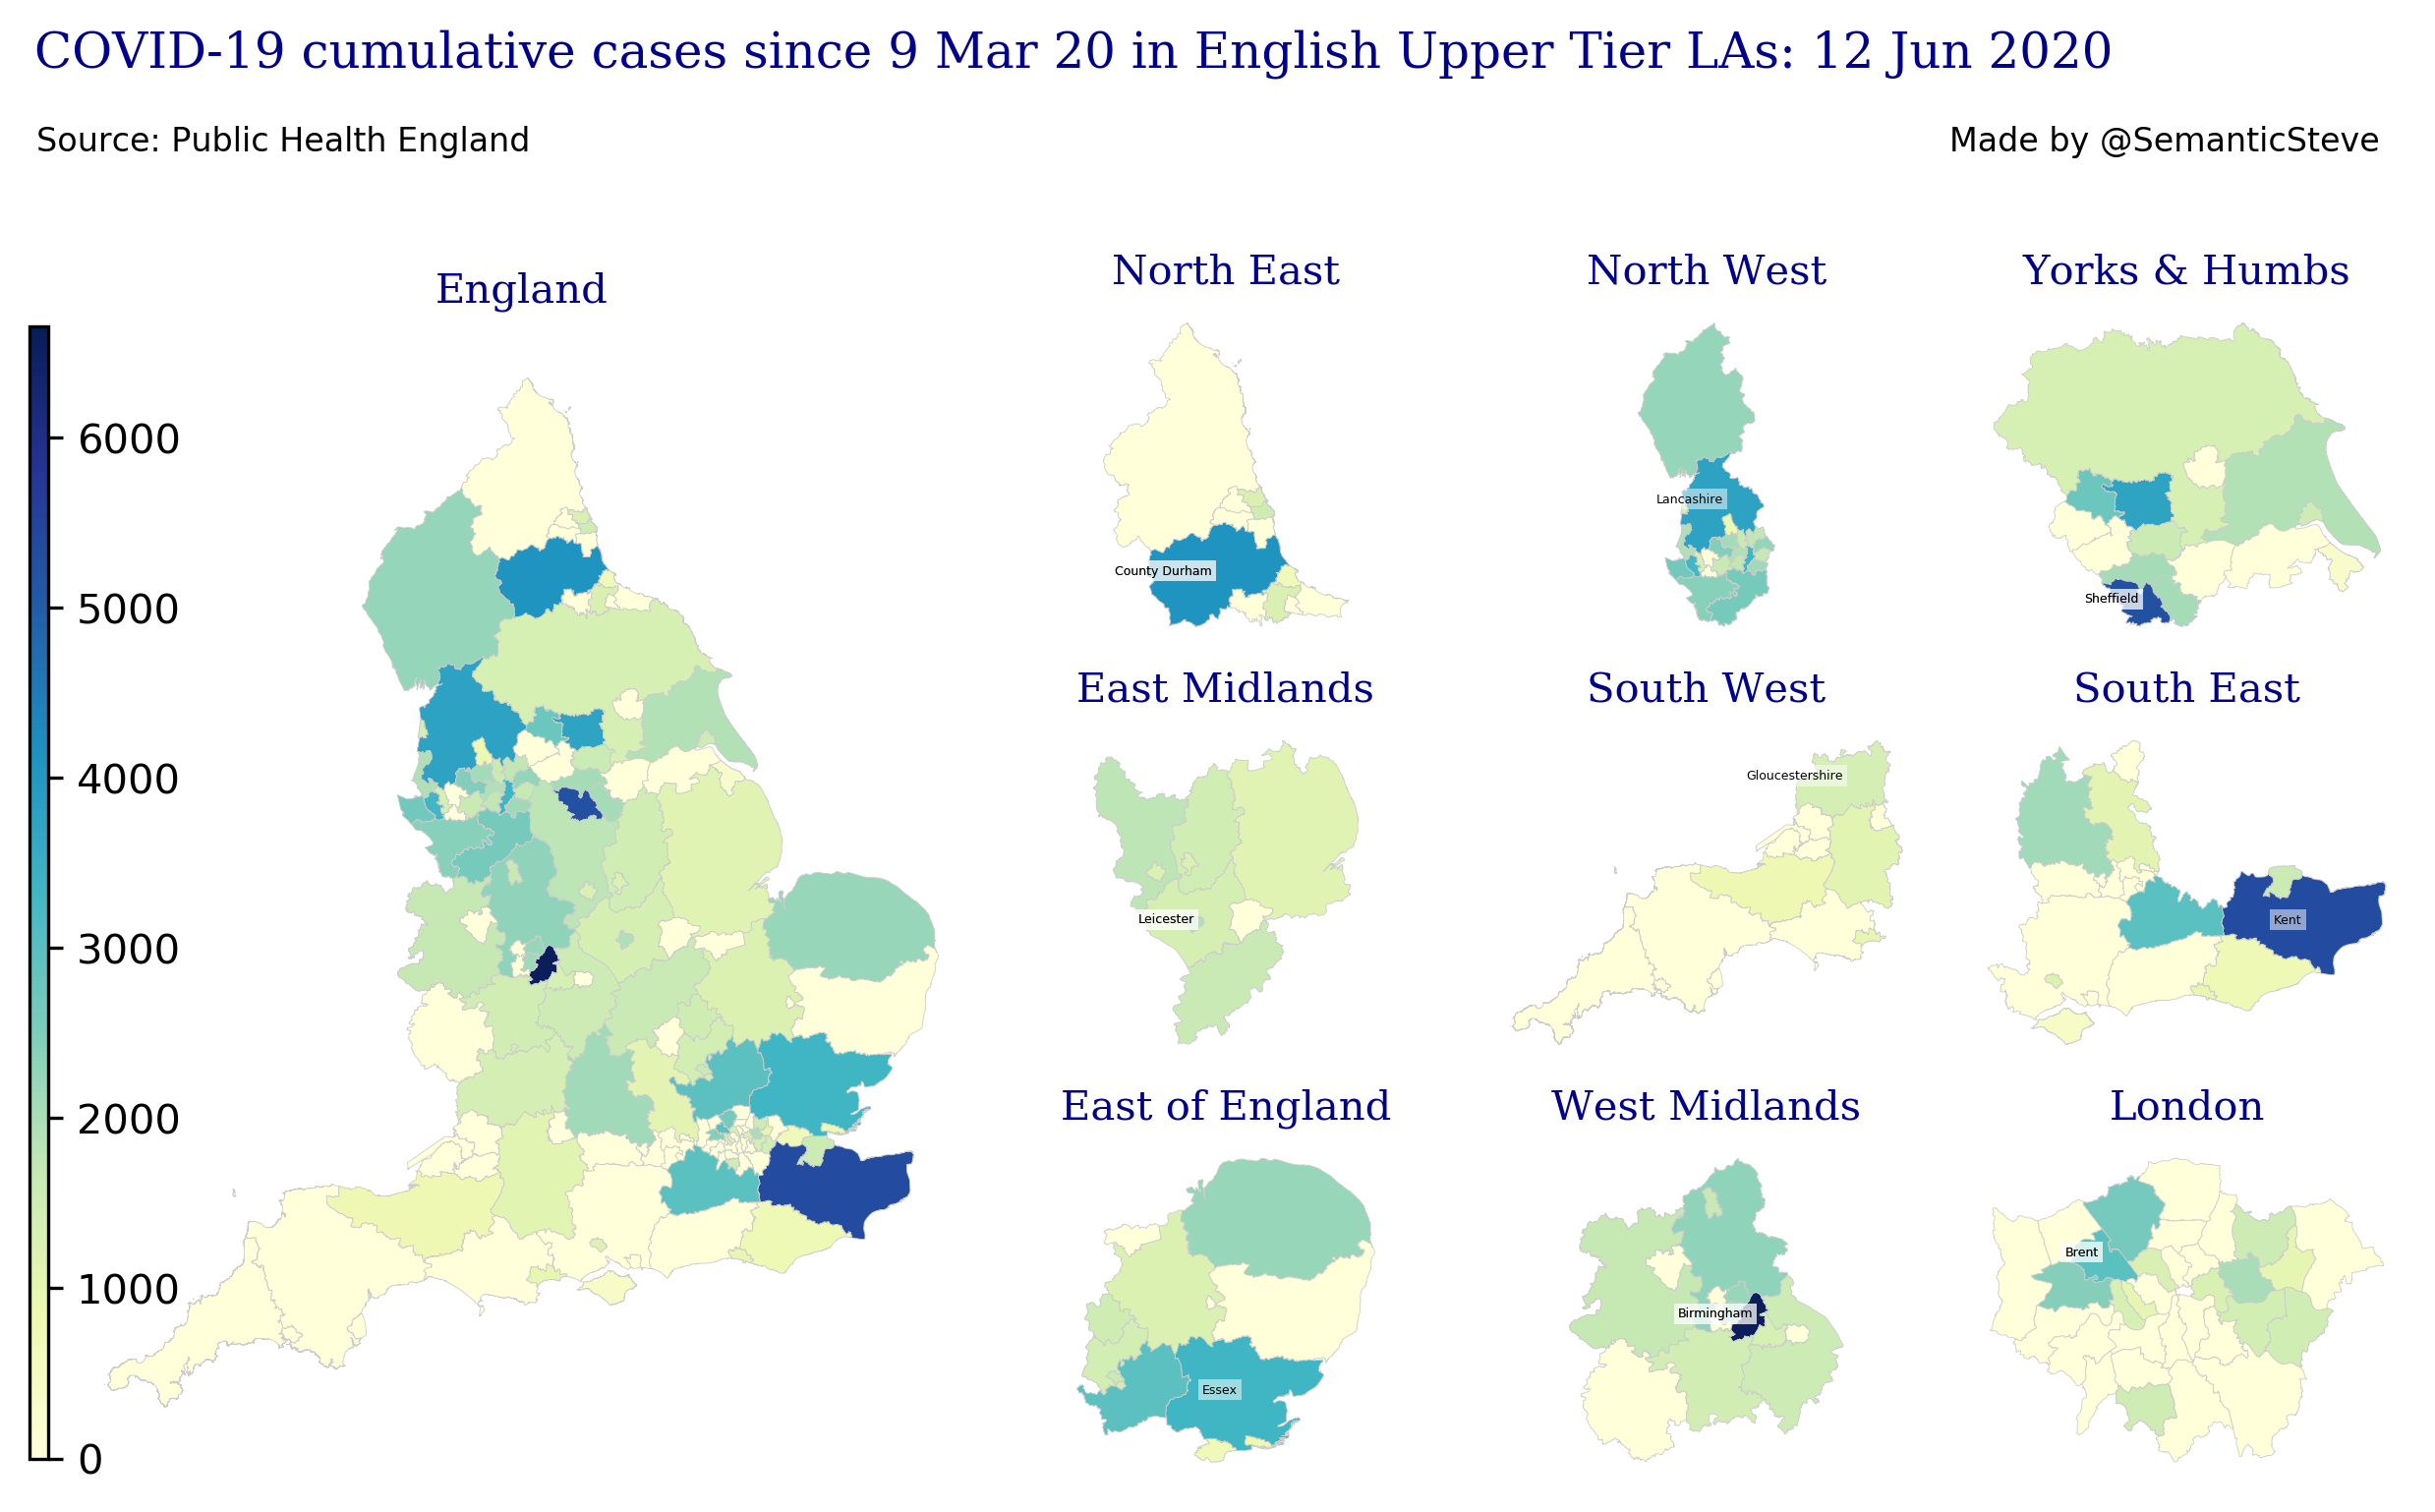 COVID-19 cumulative cases since 9 Mar 20 in English Upper Tier LAs: 12 Jun 2020
Source: Public Health England
Made by @SemanticSteve
England
6000
5000
4000
3000
2000
1000
0
North East
County Durham
North West
Lancashire
Yorks & Humbs
Sheffield
East Midlands
Leicester
South West
Gloucestershire
South East
Kent
East of England
Essex
West Midlands
Birmingham
London
Brent